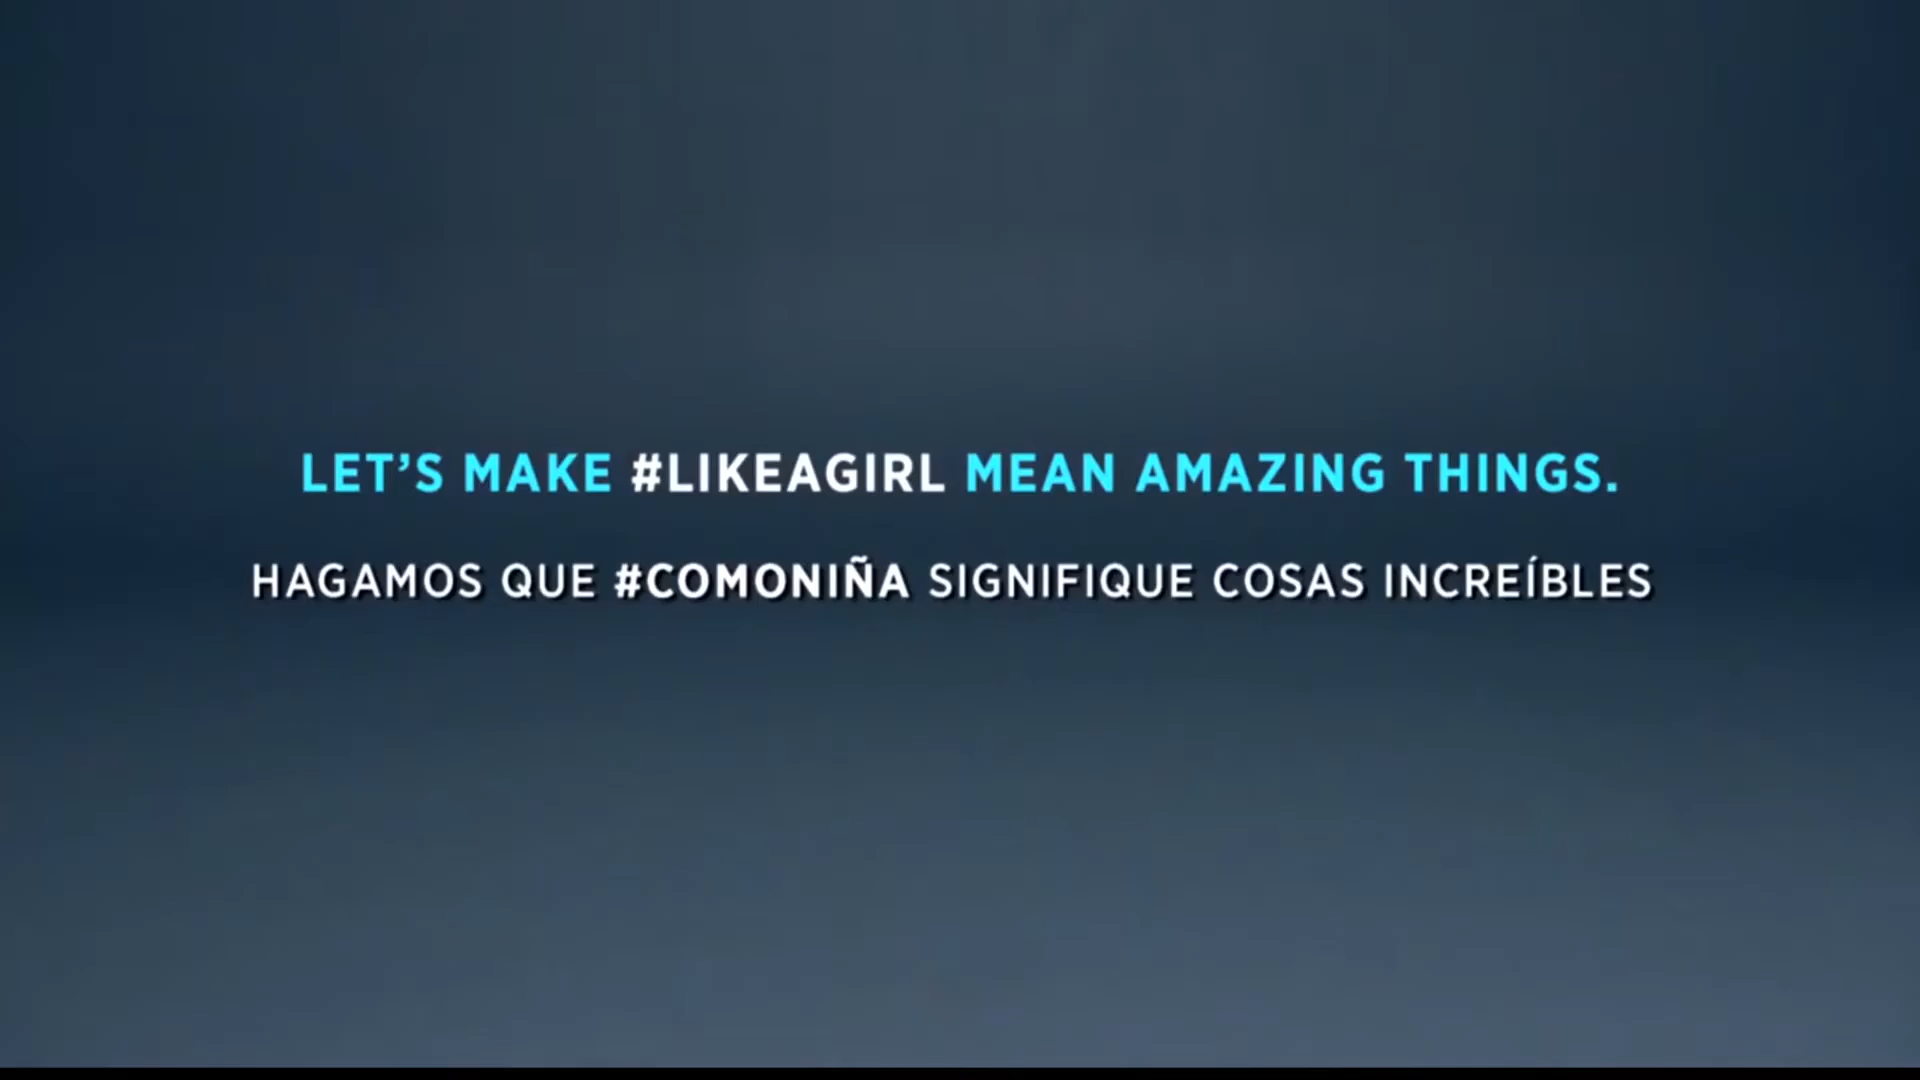 LET'S MAKE #LIKEAGIRL MEAN AMAZING THINGS.
HAGAMOS QUE #COMONIÑA SIGNIFIQUE COSAS INCREÍBLES